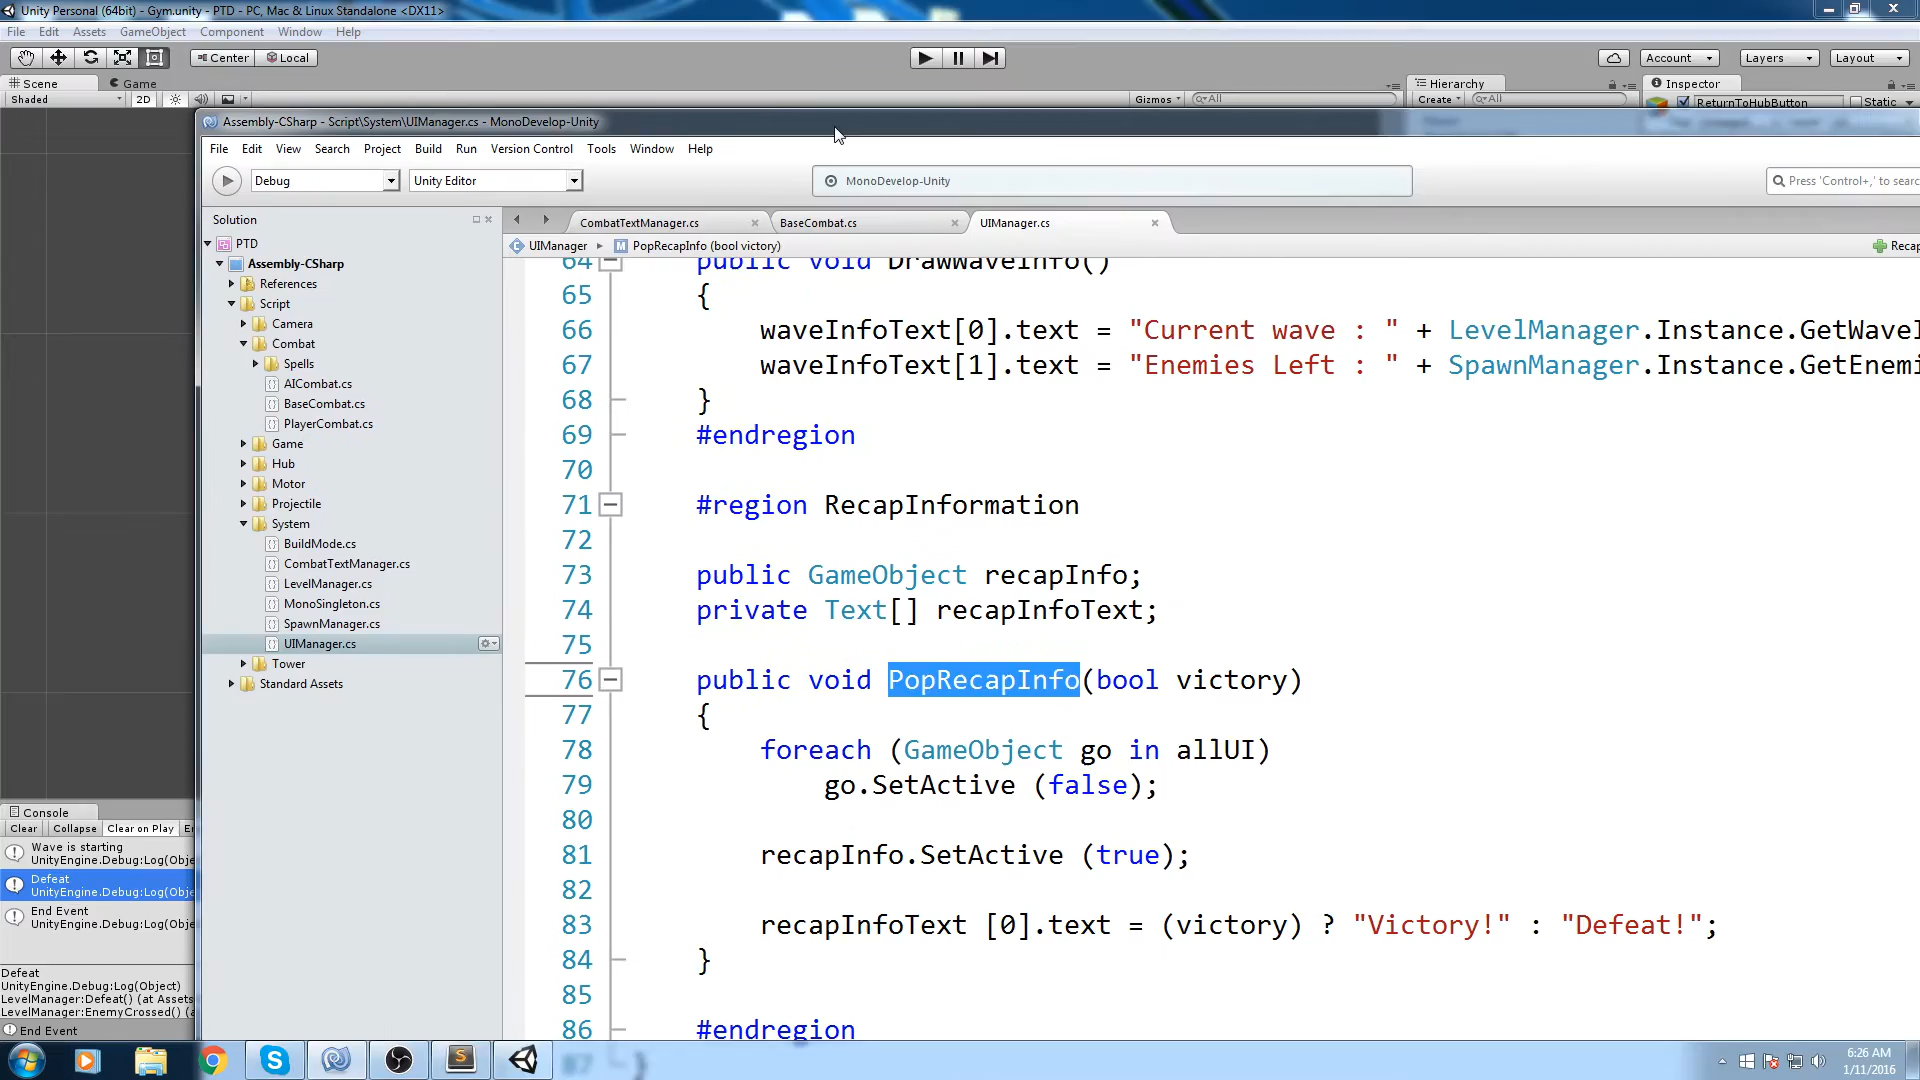 Unity Personal (64bit) - Gym.unity - PTD - PC, Mac & Linux Standalone <DX11>
File Edit Assets GameObject Component Window Help
Center Local Account Layers Layout
Scene Game Hierarchy Inspector
Shaded 2D Gizmos All Create All ReturnToHubButton Static
Assembly-CSharp - Script\System\UIManager.cs - MonoDevelop-Unity
File Edit View Search Project Build Run Version Control Tools Window Help
Debug Unity Editor MonoDevelop-Unity Press 'Control+,' to searc
Solution
CombatTextManager.cs BaseCombat.cs UIManager.cs
UIManager PopRecapInfo (bool victory) Recap
PTD
Assembly-CSharp
References
Script
Camera
Combat
Spells
AICombat.cs
BaseCombat.cs
PlayerCombat.cs
Game
Hub
Motor
Projectile
System
BuildMode.cs
CombatTextManager.cs
LevelManager.cs
MonoSingleton.cs
SpawnManager.cs
UIManager.cs
Tower
Standard Assets
64 public void DrawWaveInfo()
65 {
66 waveInfoText[0].text = "Current wave : " + LevelManager.Instance.GetWaveI
67 waveInfoText[1].text = "Enemies Left : " + SpawnManager.Instance.GetEnemi
68 }
69 #endregion
70
71 #region RecapInformation
72
73 public GameObject recapInfo;
74 private Text[] recapInfoText;
75
76 public void PopRecapInfo(bool victory)
77 {
78 foreach (GameObject go in allUI)
79 go.SetActive (false);
80
81 recapInfo.SetActive (true);
82
83 recapInfoText [0].text = (victory) ? "Victory!" : "Defeat!";
84 }
85
86 #endregion
87 }
Console
Clear Collapse Clear on Play Er
Wave is starting
UnityEngine.Debug:Log(Obje
Defeat
UnityEngine.Debug:Log(Obje
End Event
UnityEngine.Debug:Log(Obje
Defeat
UnityEngine.Debug:Log(Object)
LevelManager:Defeat() (at Assets
LevelManager:EnemyCrossed() (a
End Event
6:26 AM
1/11/2016